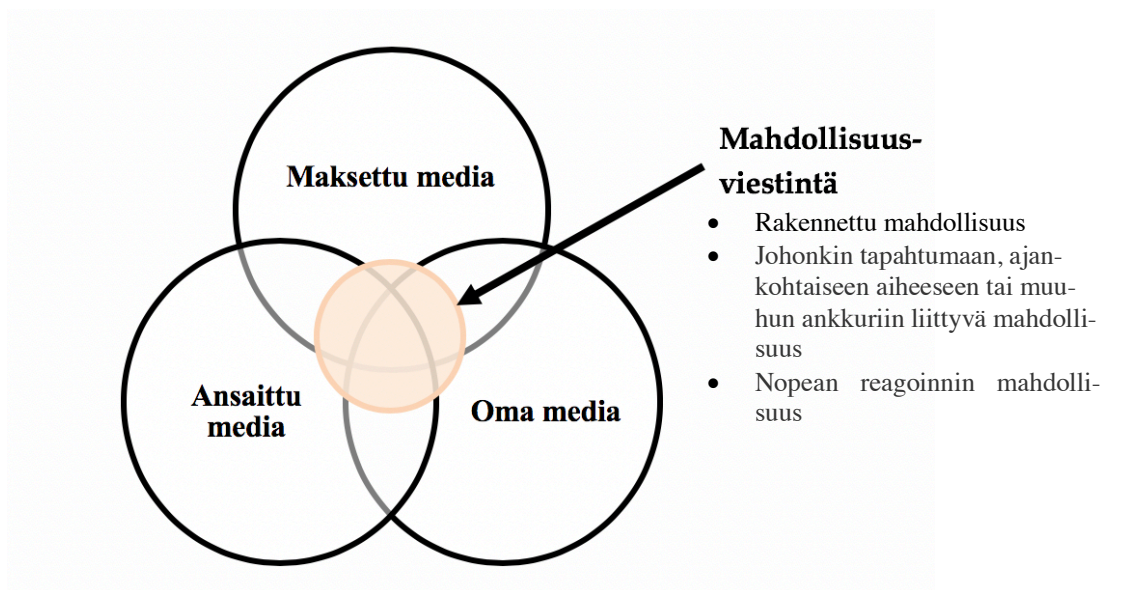 Maksettu media
Ansaittu
media
Oma media
Mahdollisuus-
viestintä
• Rakennettu mahdollisuus
• Johonkin tapahtumaan, ajan-
kohtaiseen aiheeseen tai muu-
hun ankkuriin liittyvä mahdolli-
suus
• Nopean reagoinnin mahdolli-
suus